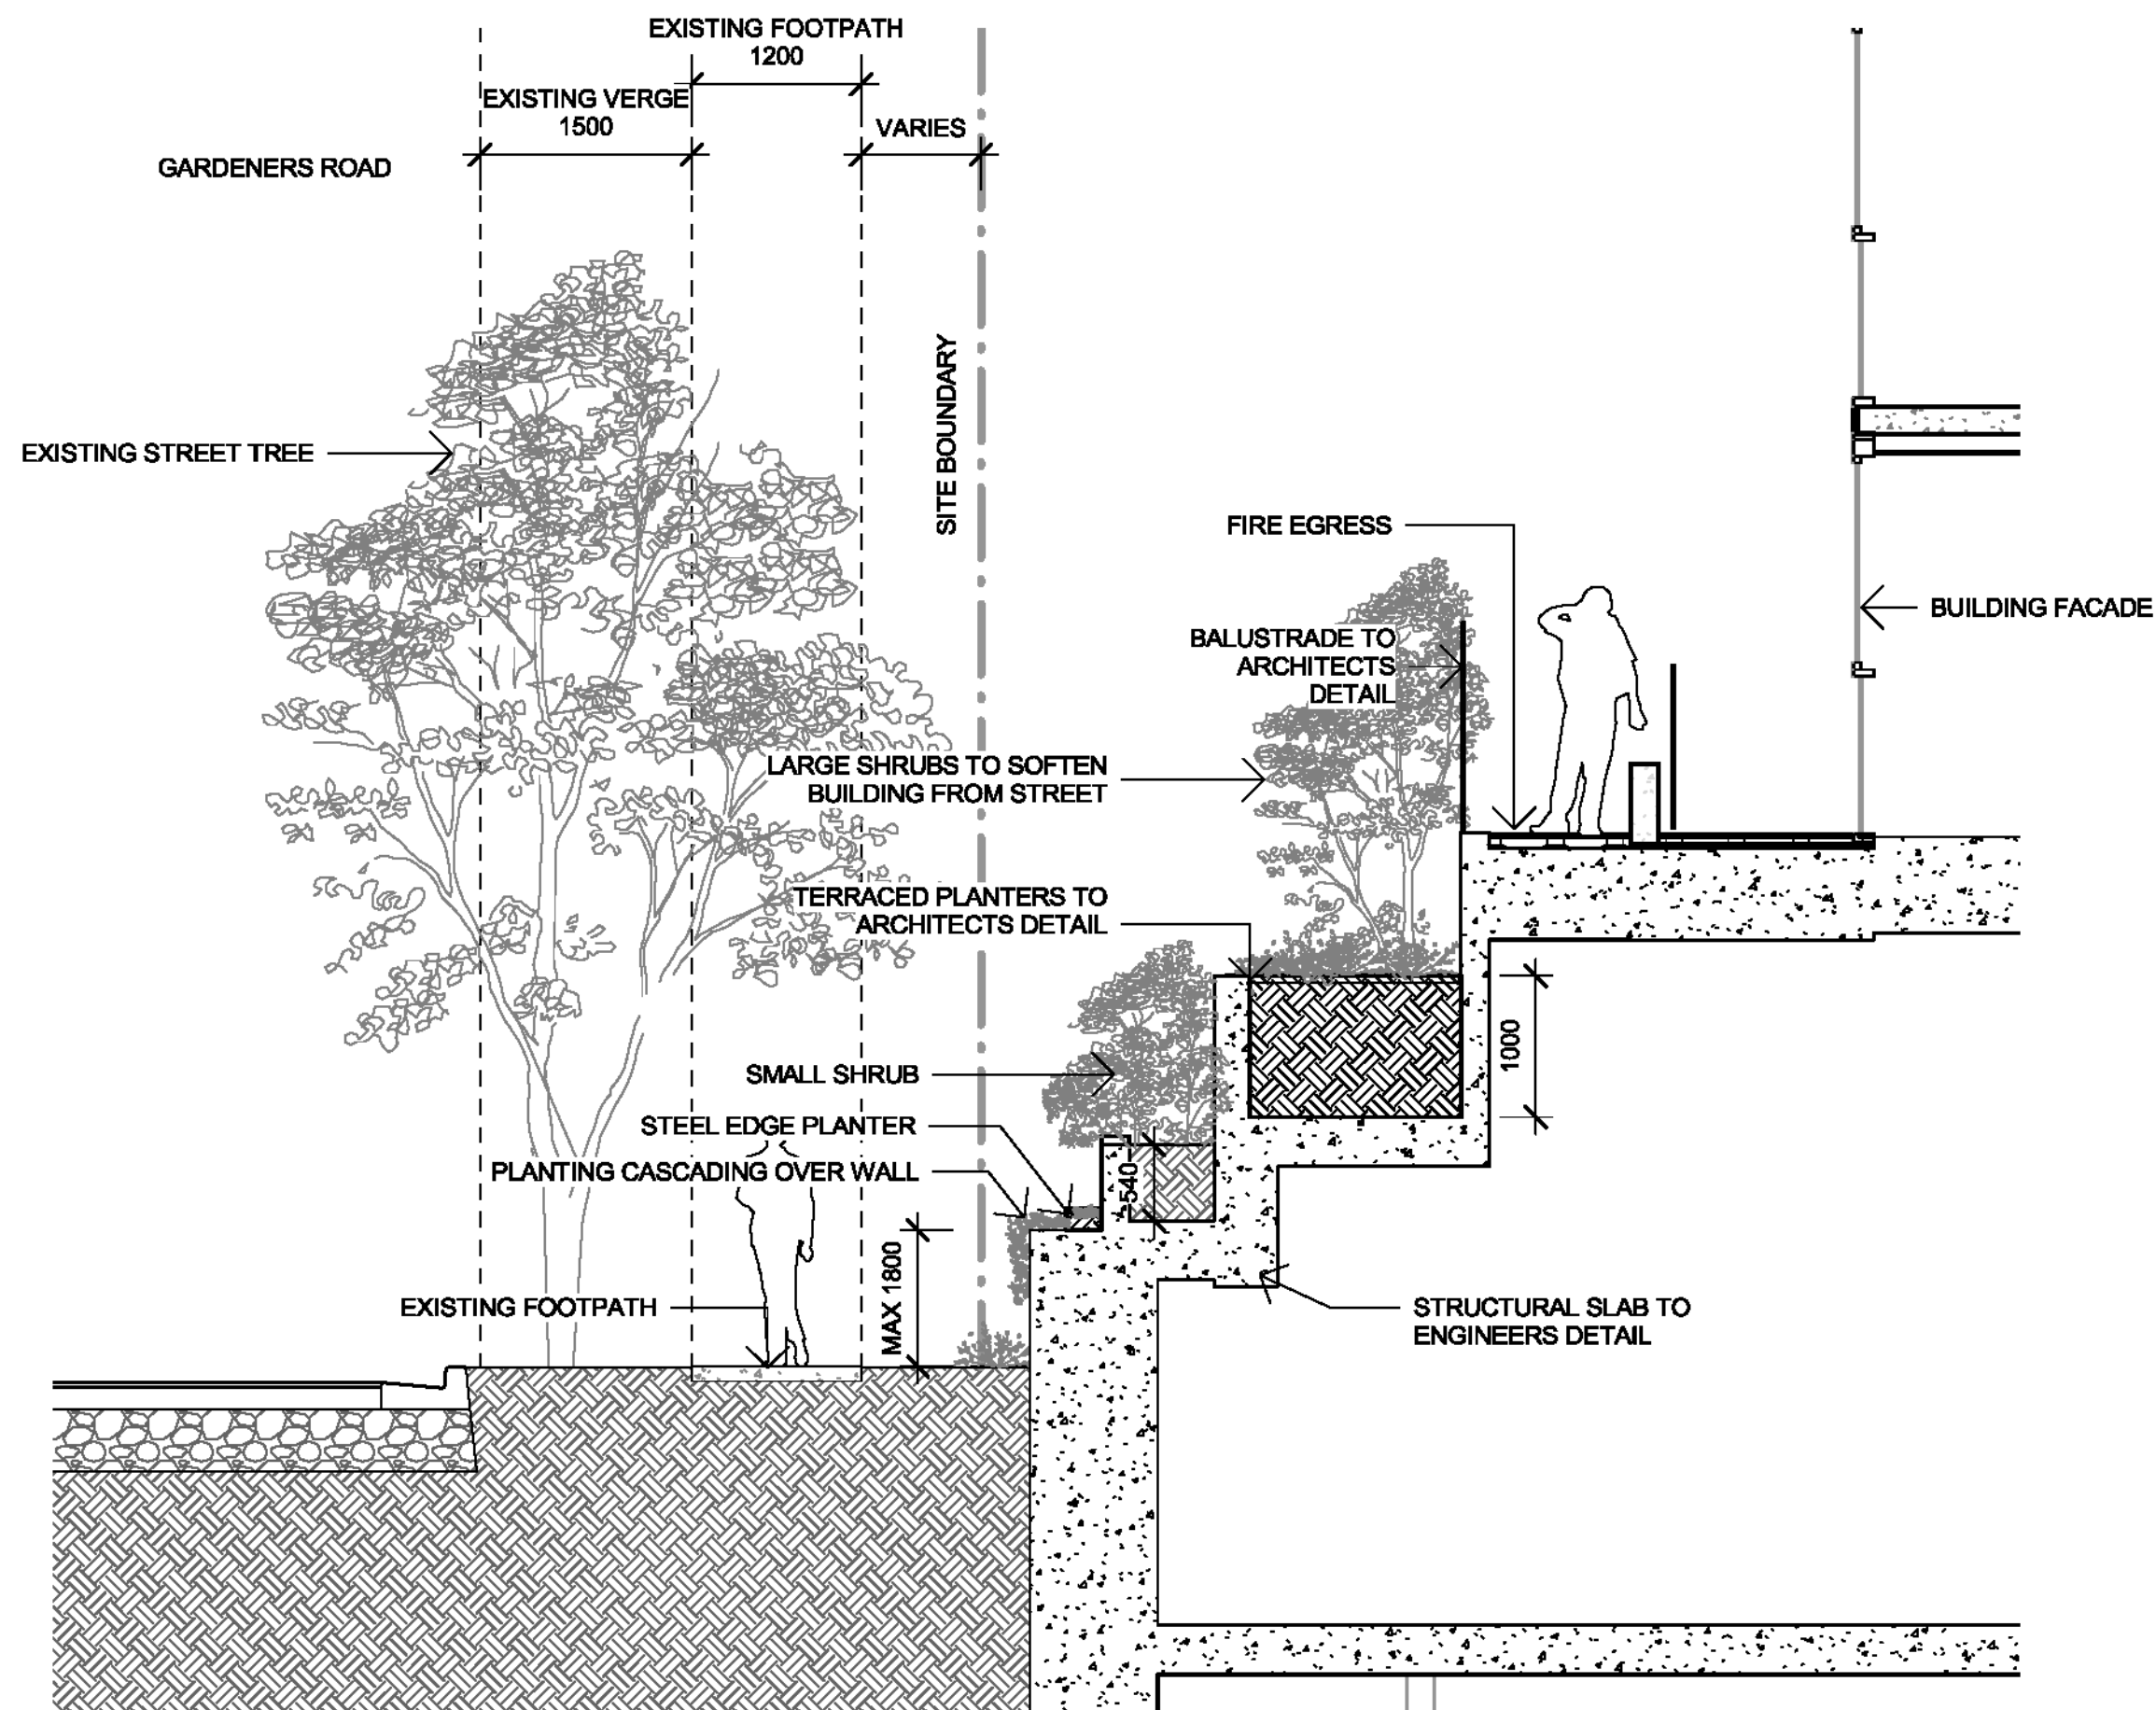 EXISTING FOOTPATH
1200
EXISTING VERGE
1500
VARIES
GARDENERS ROAD
SITE BOUNDARY
EXISTING STREET TREE
FIRE EGRESS
BUILDING FACADE
BALUSTRADE TO
ARCHITECTS
DETAIL
LARGE SHRUBS TO SOFTEN
BUILDING FROM STREET
TERRACED PLANTERS TO
ARCHITECTS DETAIL
1000
SMALL SHRUB
STEEL EDGE PLANTER
PLANTING CASCADING OVER WALL
540
MAX 1800
EXISTING FOOTPATH
STRUCTURAL SLAB TO
ENGINEERS DETAIL